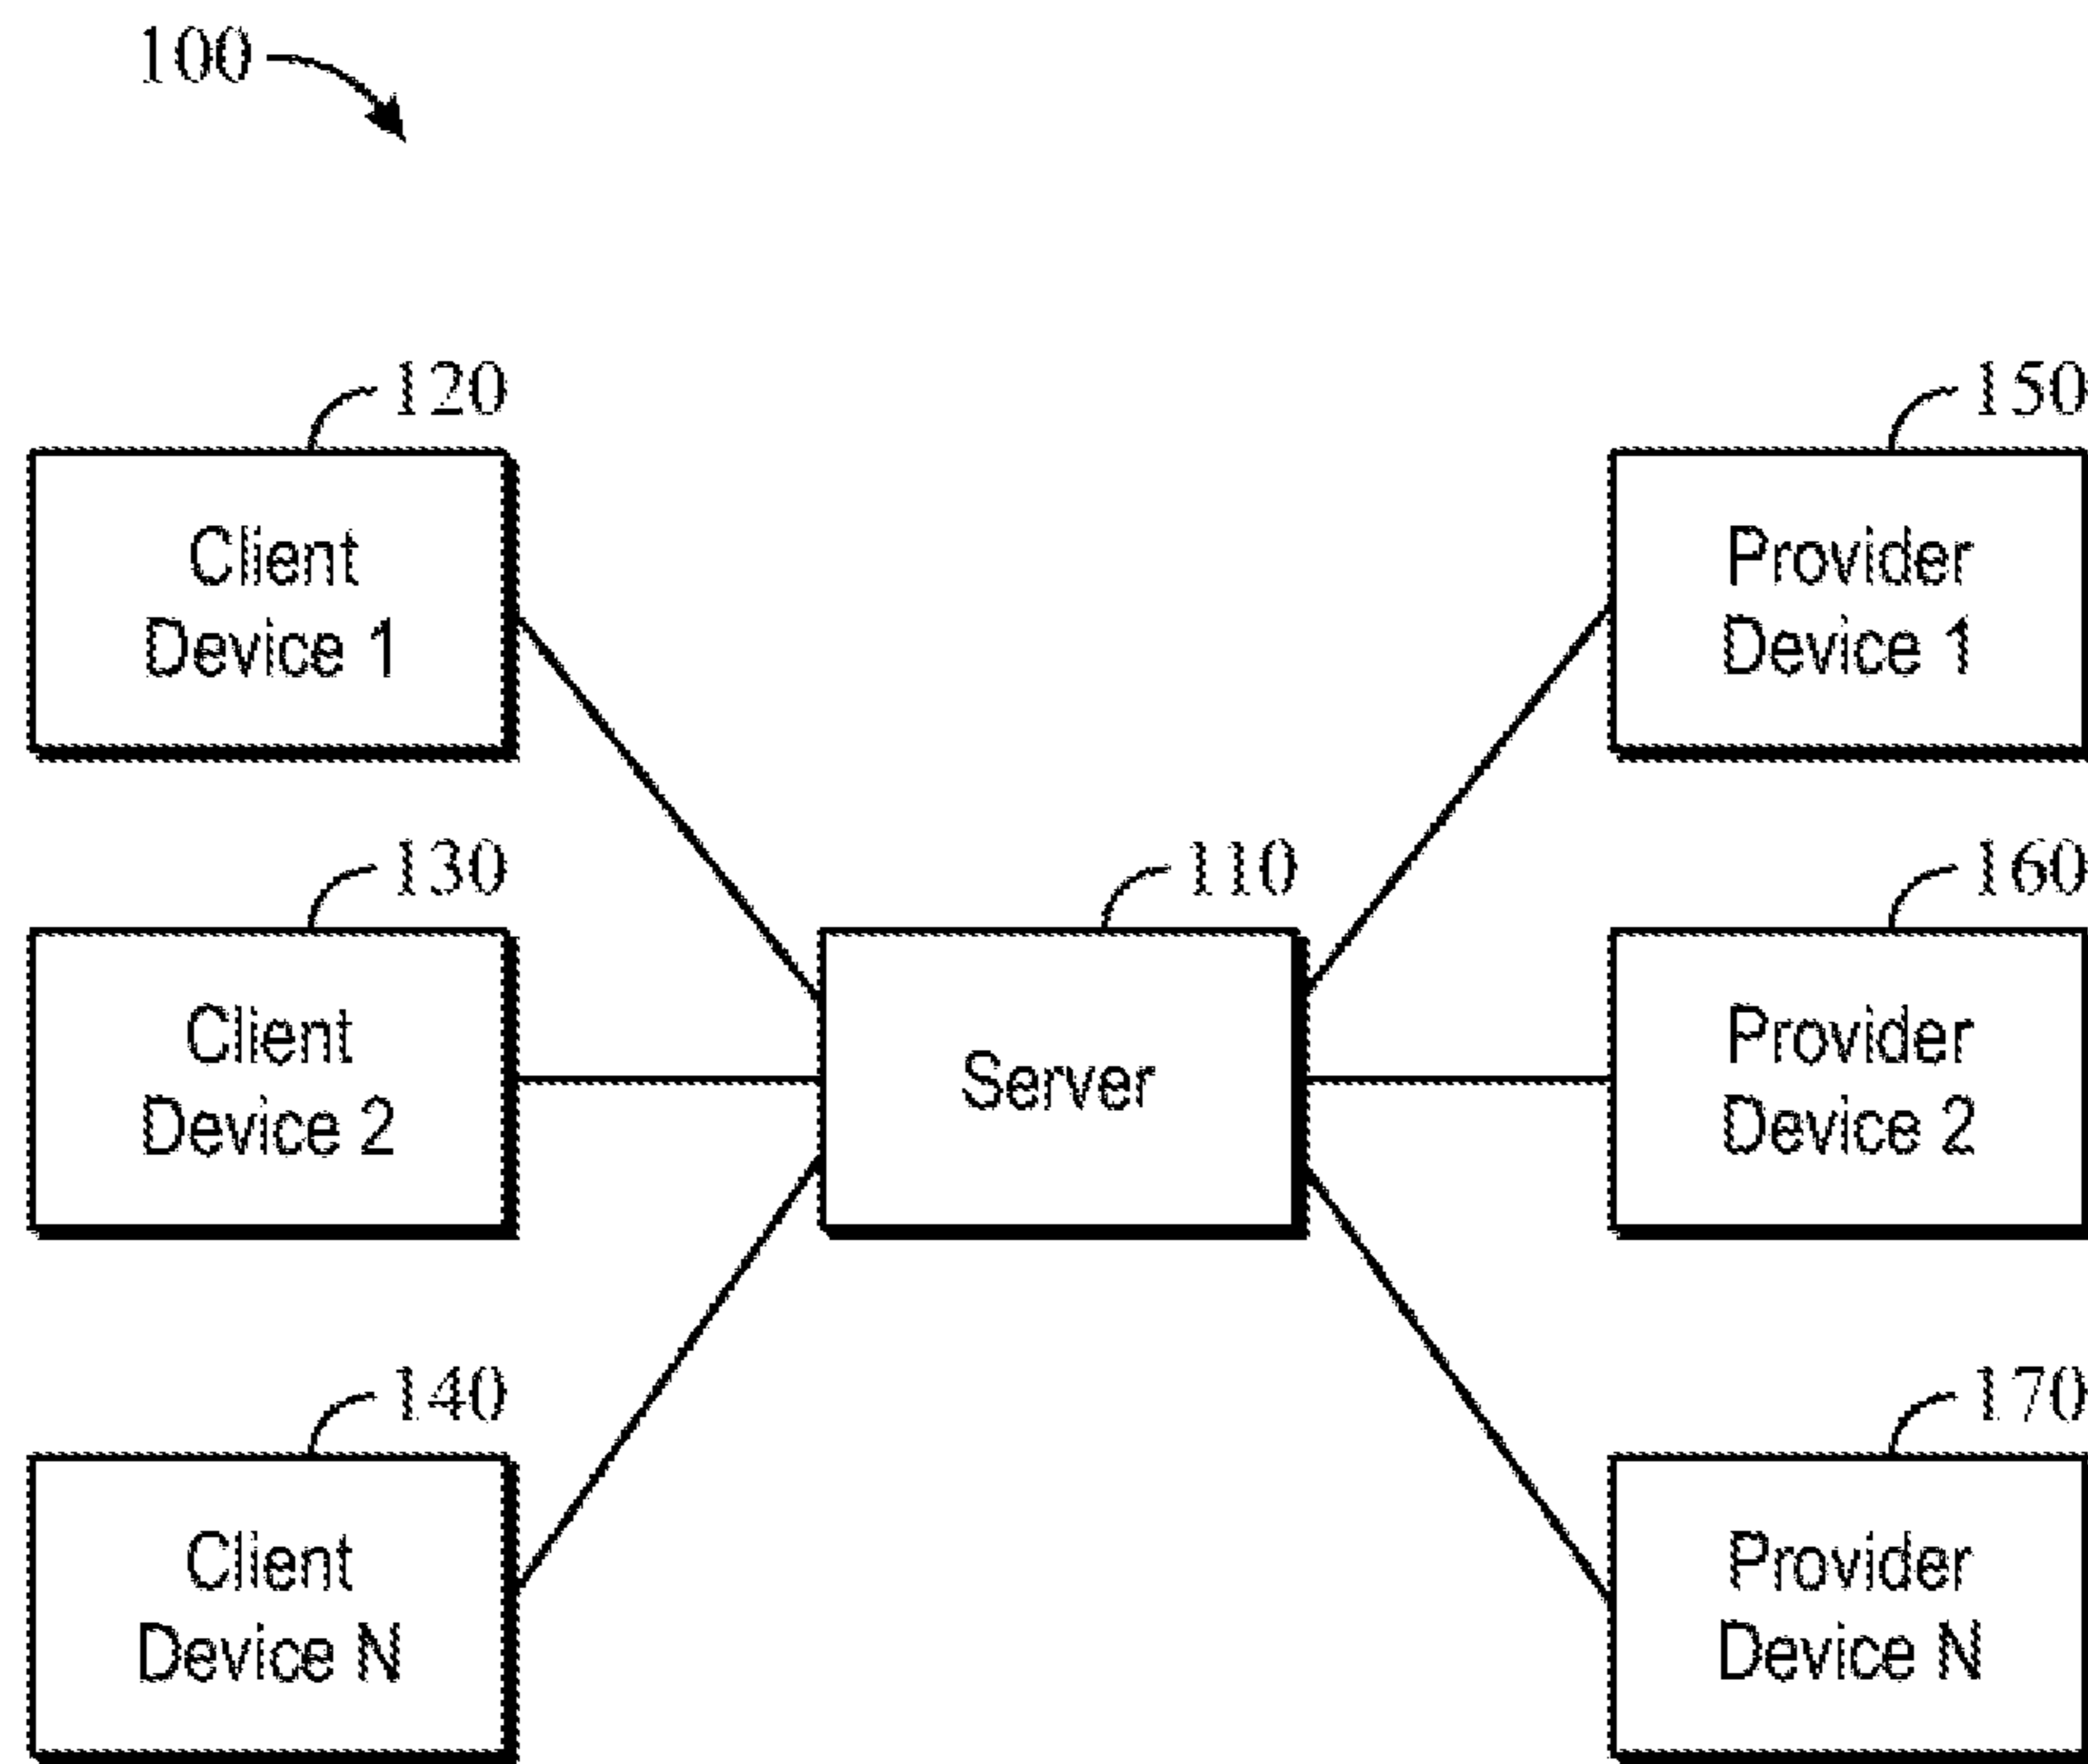 100
120
150
Client
Device 1
Provider
Device 1
130
110
160
Client
Device 2
Server
Provider
Device 2
140
170
Client
Device N
Provider
Device N